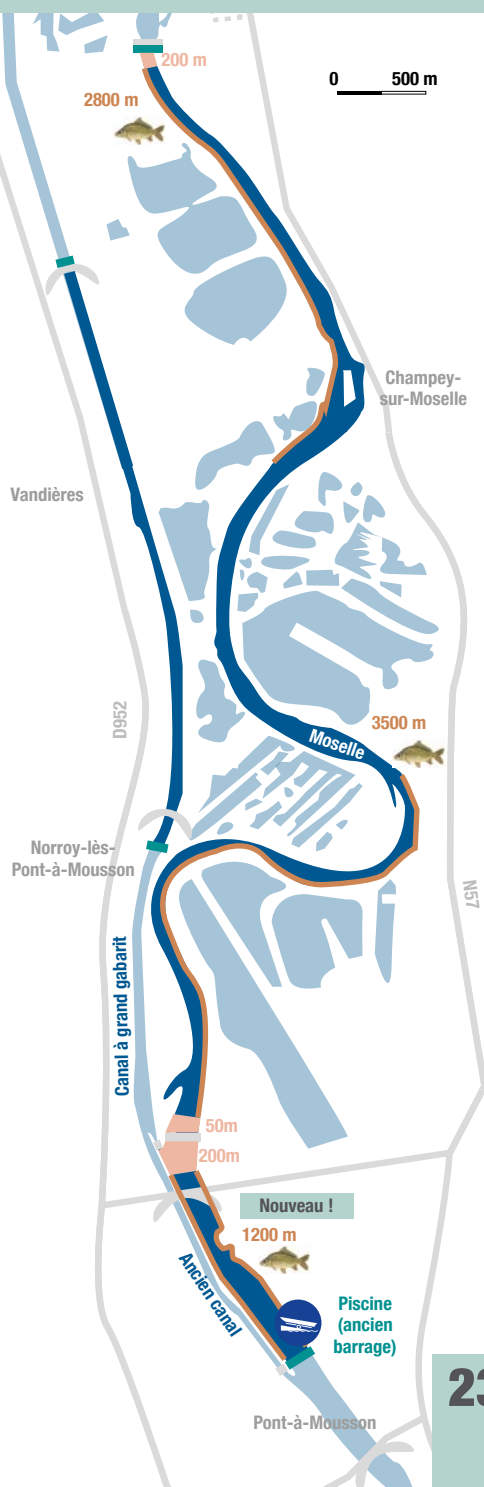 200 m
0 500 m
2800 m
Champey-
sur-Moselle
Vandières
D952
3500 m
Moselle
Norroy-lès-
Pont-à-Mousson
N57
Canal à grand gabarit
50m
200m
Nouveau !
1200 m
Ancien canal
Piscine
(ancien
barrage)
23
Pont-à-Mousson